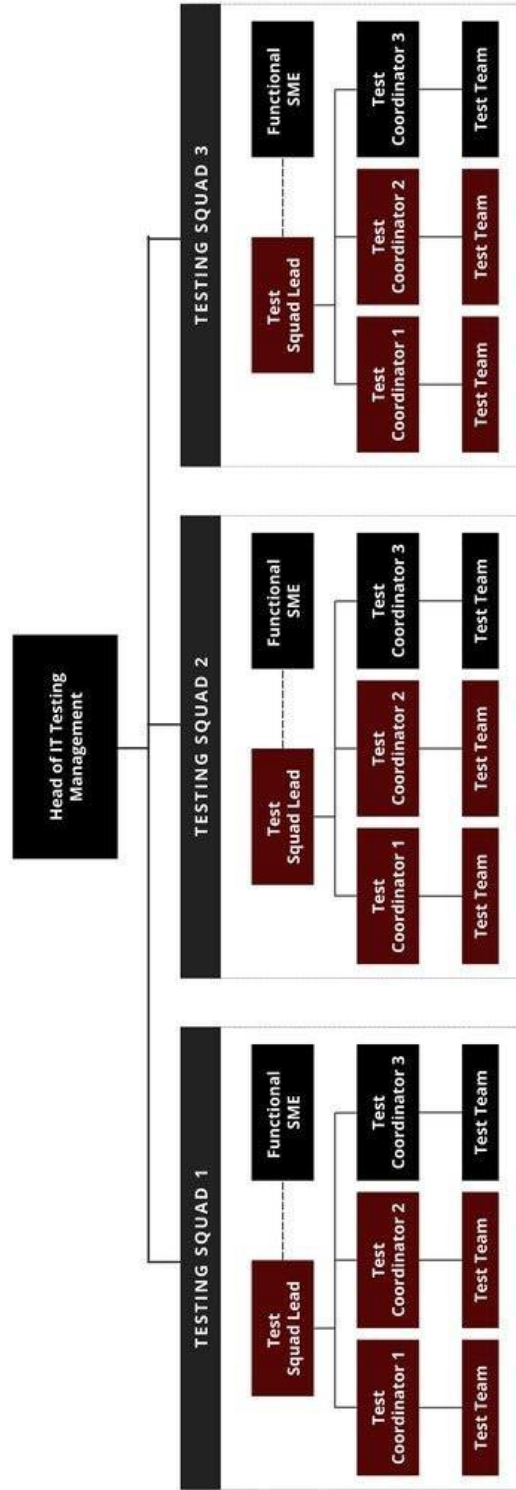 Head of IT Testing
Management
TESTING SQUAD 1
Test
Squad Lead
Functional
SME
Test
Coordinator 1
Test
Coordinator 2
Test
Coordinator 3
Test Team
Test Team
Test Team
TESTING SQUAD 2
Test
Squad Lead
Functional
SME
Test
Coordinator 1
Test
Coordinator 2
Test
Coordinator 3
Test Team
Test Team
Test Team
TESTING SQUAD 3
Test
Squad Lead
Functional
SME
Test
Coordinator 1
Test
Coordinator 2
Test
Coordinator 3
Test Team
Test Team
Test Team